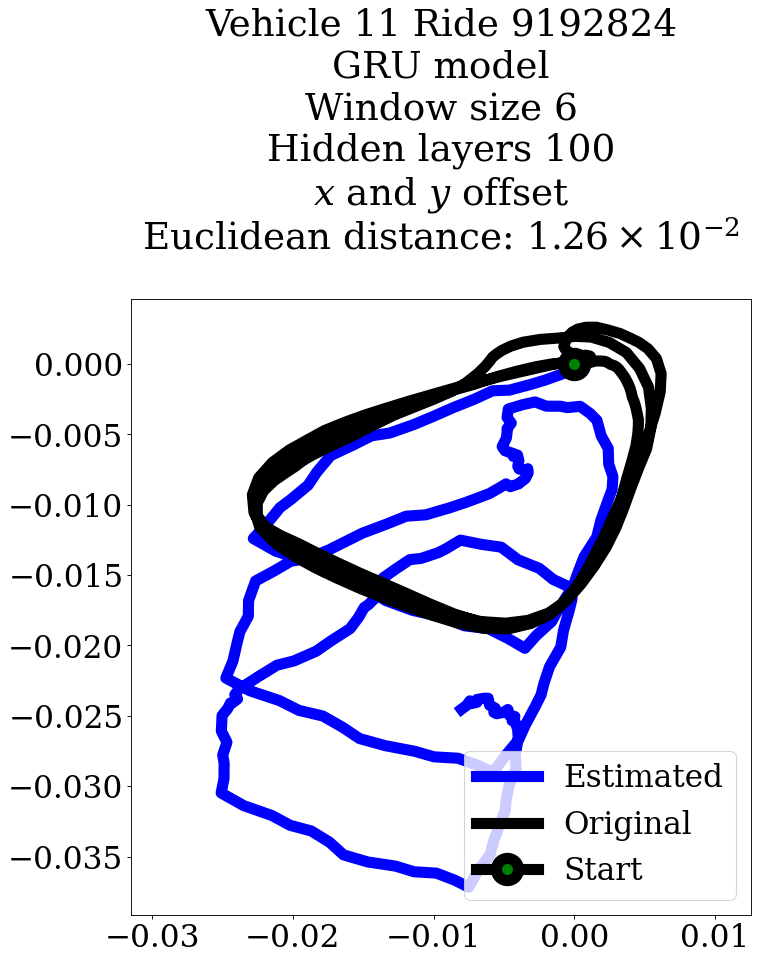 Vehicle 11 Ride 9192824
GRU model
Window size 6
Hidden layers 100
x and y offset
Euclidean distance: 1.26 × 10⁻²
0.000
−0.005
−0.010
−0.015
−0.020
−0.025
−0.030
−0.035
Estimated
Original
Start
−0.03 −0.02 −0.01 0.00 0.01